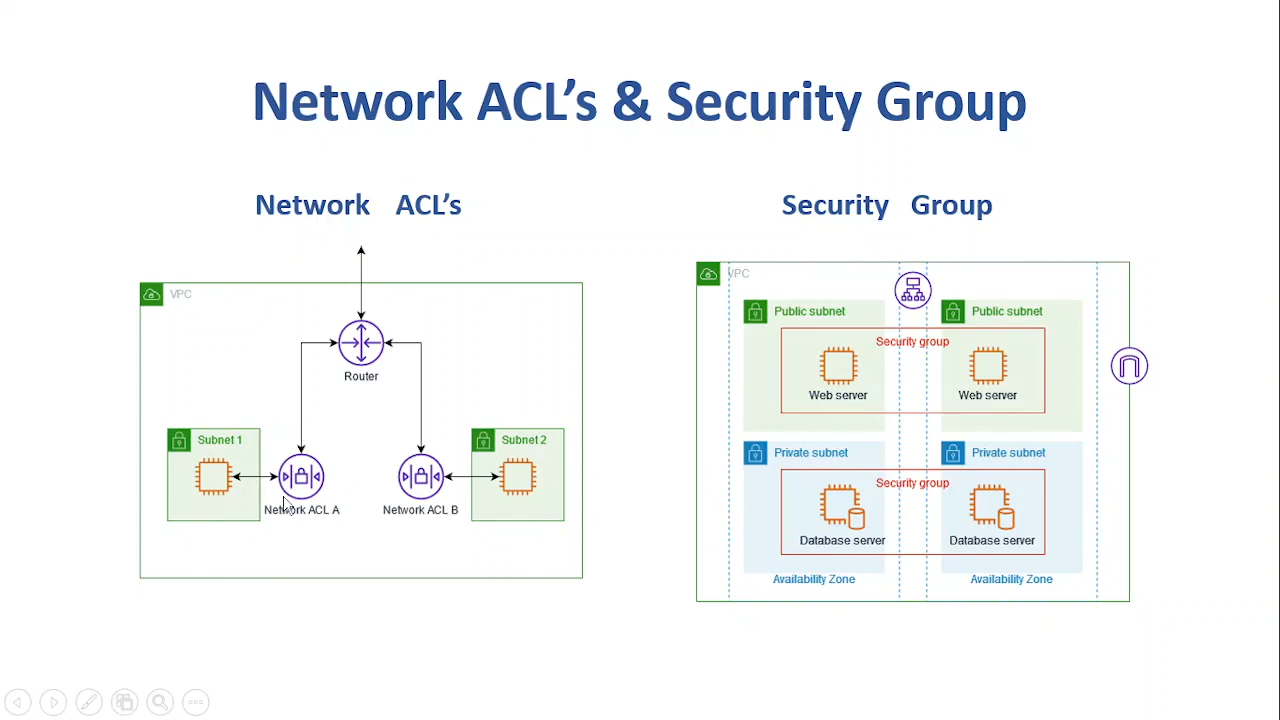 Network ACL's & Security Group
Network ACL's
VPC
Router
Subnet 1
Subnet 2
Network ACL A
Network ACL B
Security Group
VPC
Public subnet
Public subnet
Security group
Web server
Web server
Private subnet
Private subnet
Security group
Database server
Database server
Availability Zone
Availability Zone